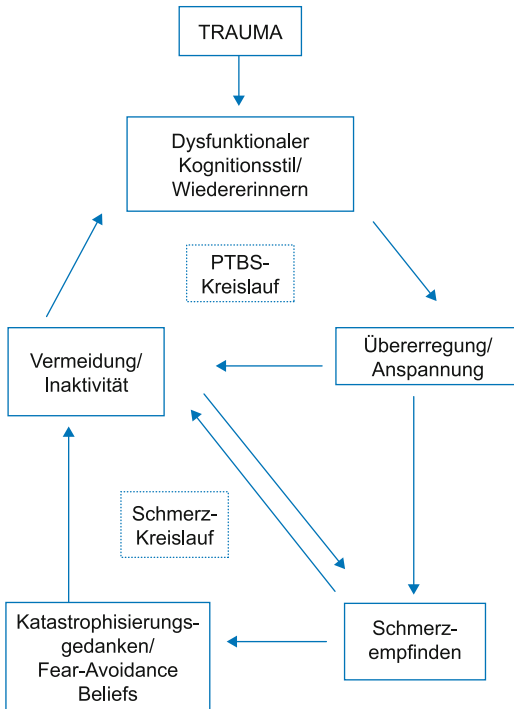 TRAUMA
Dysfunktionaler
Kognitionsstil/
Wiedererinnern
PTBS-
Kreislauf
Vermeidung/
Inaktivität
Übererregung/
Anspannung
Schmerz-
Kreislauf
Katastrophisierungs-
gedanken/
Fear-Avoidance
Beliefs
Schmerz-
empfinden